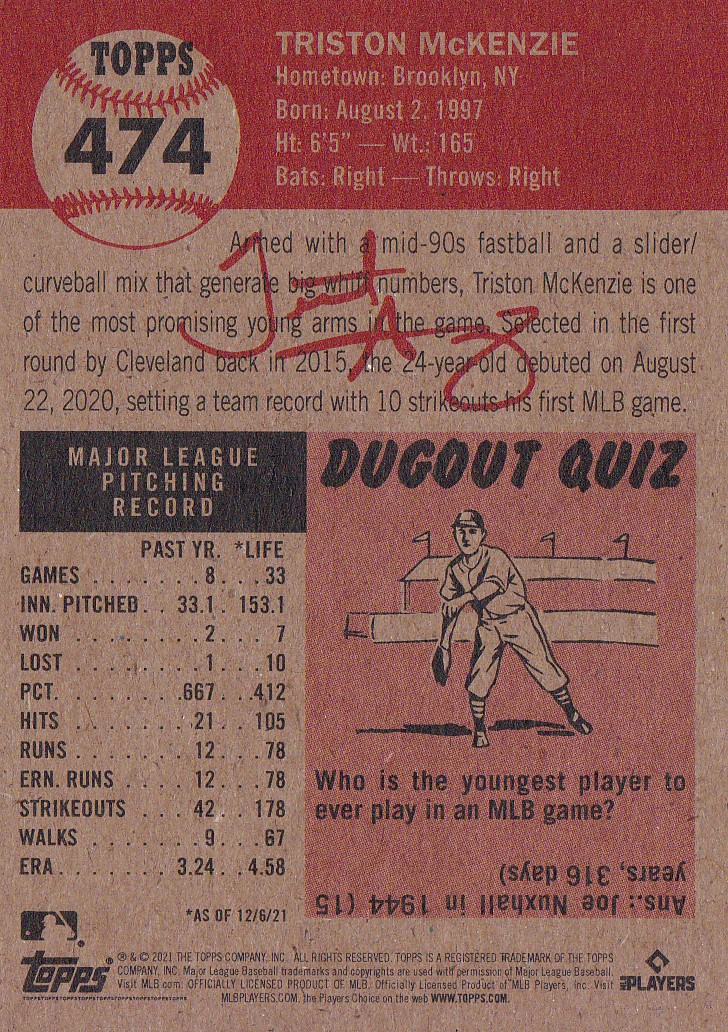 TOPPS
474
TRISTON McKENZIE
Hometown: Brooklyn, NY
Born: August 2, 1997
Ht: 6'5" — Wt.: 165
Bats: Right — Throws: Right
Armed with a mid-90s fastball and a slider/
curveball mix that generate big whiff numbers, Triston McKenzie is one
of the most promising young arms in the game. Selected in the first
round by Cleveland back in 2015, the 24-year-old debuted on August
22, 2020, setting a team record with 10 strikeouts his first MLB game.
MAJOR LEAGUE
PITCHING
RECORD
PAST YR. *LIFE
GAMES . . . . . . . 8 . . . 33
INN. PITCHED. . 33.1 . 153.1
WON . . . . . . . . 2 . . . 7
LOST . . . . . . . . 1 . . . 10
PCT. . . . . . . . .667 . . .412
HITS . . . . . . . 21 . . 105
RUNS . . . . . . . 12 . . . 78
ERN. RUNS . . . . 12 . . . 78
STRIKEOUTS . . . 42 . . 178
WALKS . . . . . . . 9 . . . 67
ERA. . . . . . . . 3.24 . . 4.58
*AS OF 12/6/21
DUGOUT QUIZ
Who is the youngest player to
ever play in an MLB game?
Ans.: Joe Nuxhall in 1944 (15
years, 316 days)
Topps
® & © 2021 THE TOPPS COMPANY, INC. ALL RIGHTS RESERVED. TOPPS IS A REGISTERED TRADEMARK OF THE TOPPS
COMPANY, INC. Major League Baseball trademarks and copyrights are used with permission of Major League Baseball.
Visit MLB.com. OFFICIALLY LICENSED PRODUCT OF MLB. Officially Licensed Product of MLB Players, Inc. Visit
MLBPLAYERS.COM, the Players Choice on the web WWW.TOPPS.COM.
TOPPSTOPPSTOPPSTOPPSTOPPSTOPPSTOPPSTOPPS
PLAYERS